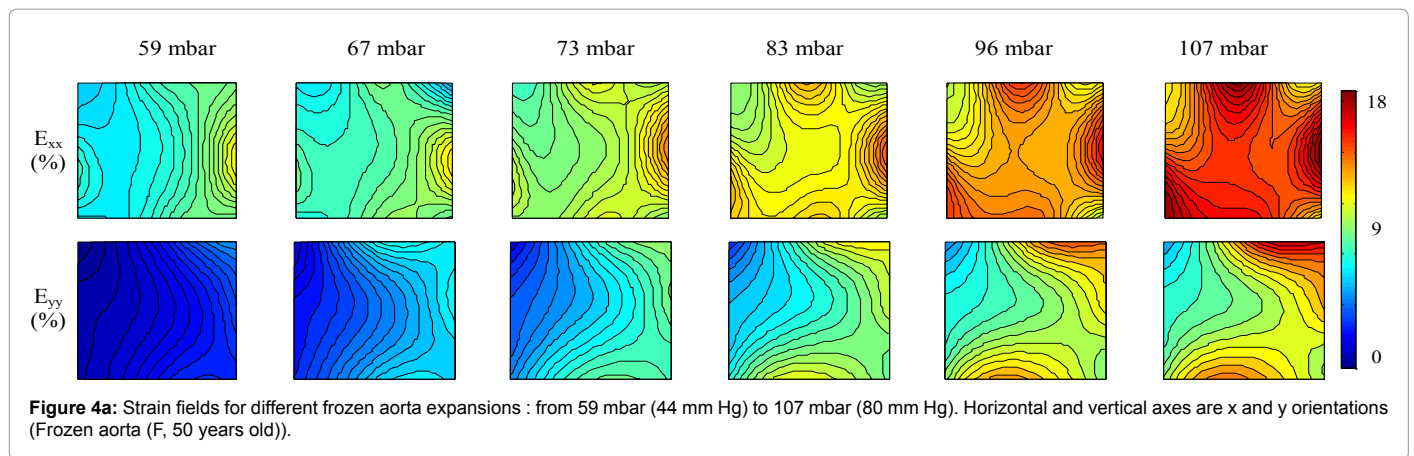 59 mbar 67 mbar 73 mbar 83 mbar 96 mbar 107 mbar
Exx
(%)
18
9
Eyy
(%)
0
Figure 4a: Strain fields for different frozen aorta expansions : from 59 mbar (44 mm Hg) to 107 mbar (80 mm Hg). Horizontal and vertical axes are x and y orientations
(Frozen aorta (F, 50 years old)).